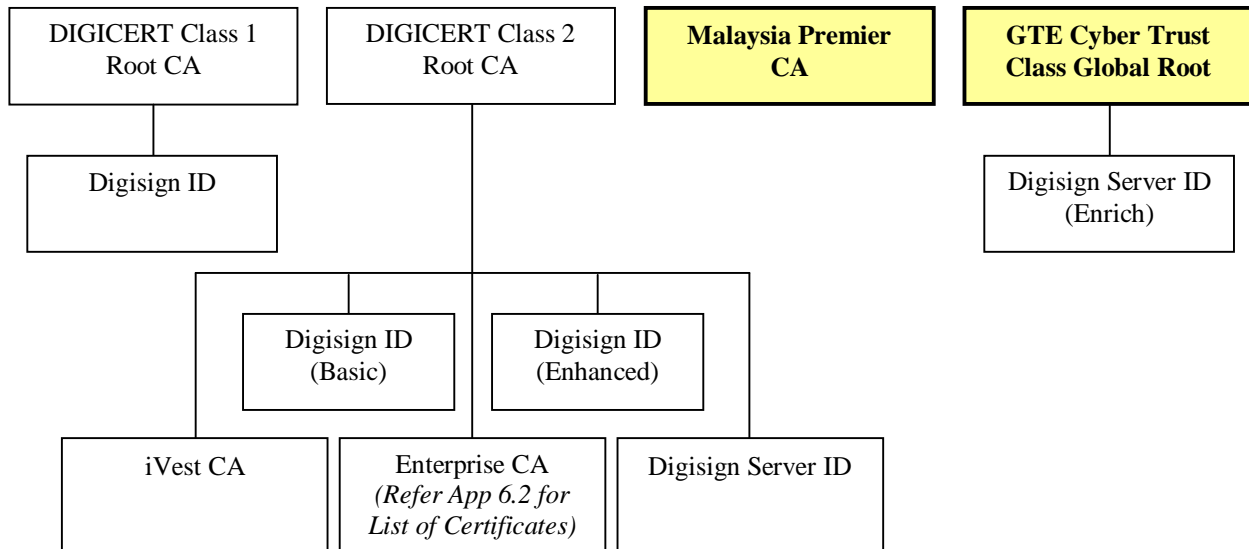 DIGICERT Class 1
Root CA
DIGICERT Class 2
Root CA
Malaysia Premier
CA
GTE Cyber Trust
Class Global Root
Digisign ID
Digisign Server ID
(Enrich)
Digisign ID
(Basic)
Digisign ID
(Enhanced)
iVest CA
Enterprise CA
(Refer App 6.2 for
List of Certificates)
Digisign Server ID